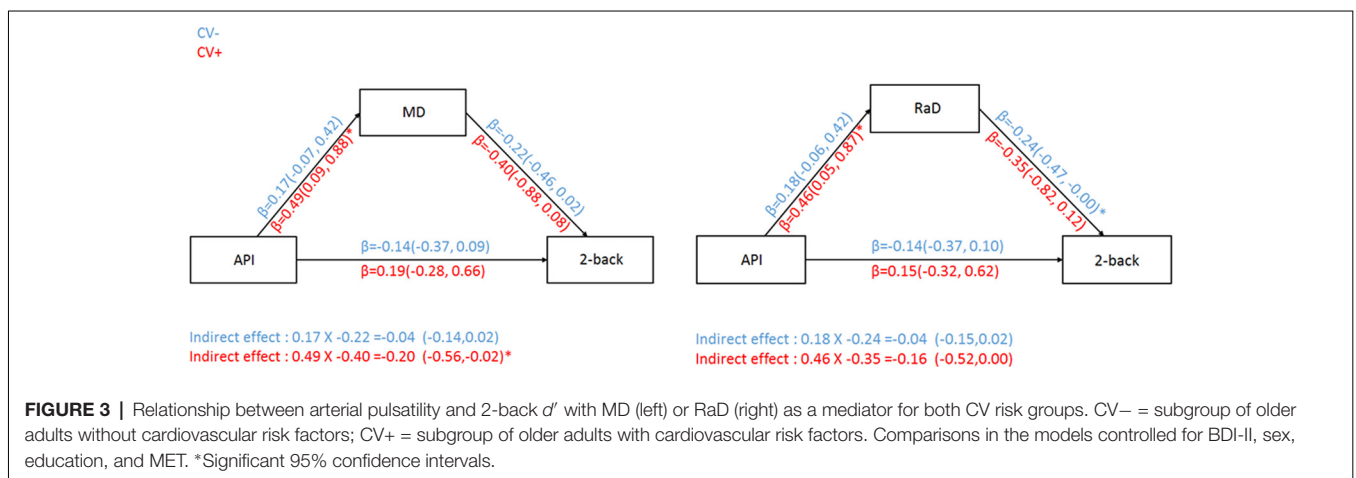 CV-
CV+
MD
β=0.17(-0.07, 0.42)
β=0.49(0.09, 0.88)*
β=-0.22(-0.46, 0.02)
β=-0.40(-0.88, 0.08)
API
β=-0.14(-0.37, 0.09)
β=0.19(-0.28, 0.66)
2-back
Indirect effect : 0.17 X -0.22 =-0.04 (-0.14,0.02)
Indirect effect : 0.49 X -0.40 =-0.20 (-0.56,-0.02)*
RaD
β=0.18(-0.06, 0.42)
β=0.46(0.05, 0.87)*
β=-0.24(-0.47, -0.00)*
β=-0.35(-0.82, 0.12)
API
β=-0.14(-0.37, 0.10)
β=0.15(-0.32, 0.62)
2-back
Indirect effect : 0.18 X -0.24 =-0.04 (-0.15,0.02)
Indirect effect : 0.46 X -0.35 =-0.16 (-0.52,0.00)
FIGURE 3 | Relationship between arterial pulsatility and 2-back d′ with MD (left) or RaD (right) as a mediator for both CV risk groups. CV− = subgroup of older
adults without cardiovascular risk factors; CV+ = subgroup of older adults with cardiovascular risk factors. Comparisons in the models controlled for BDI-II, sex,
education, and MET. *Significant 95% confidence intervals.